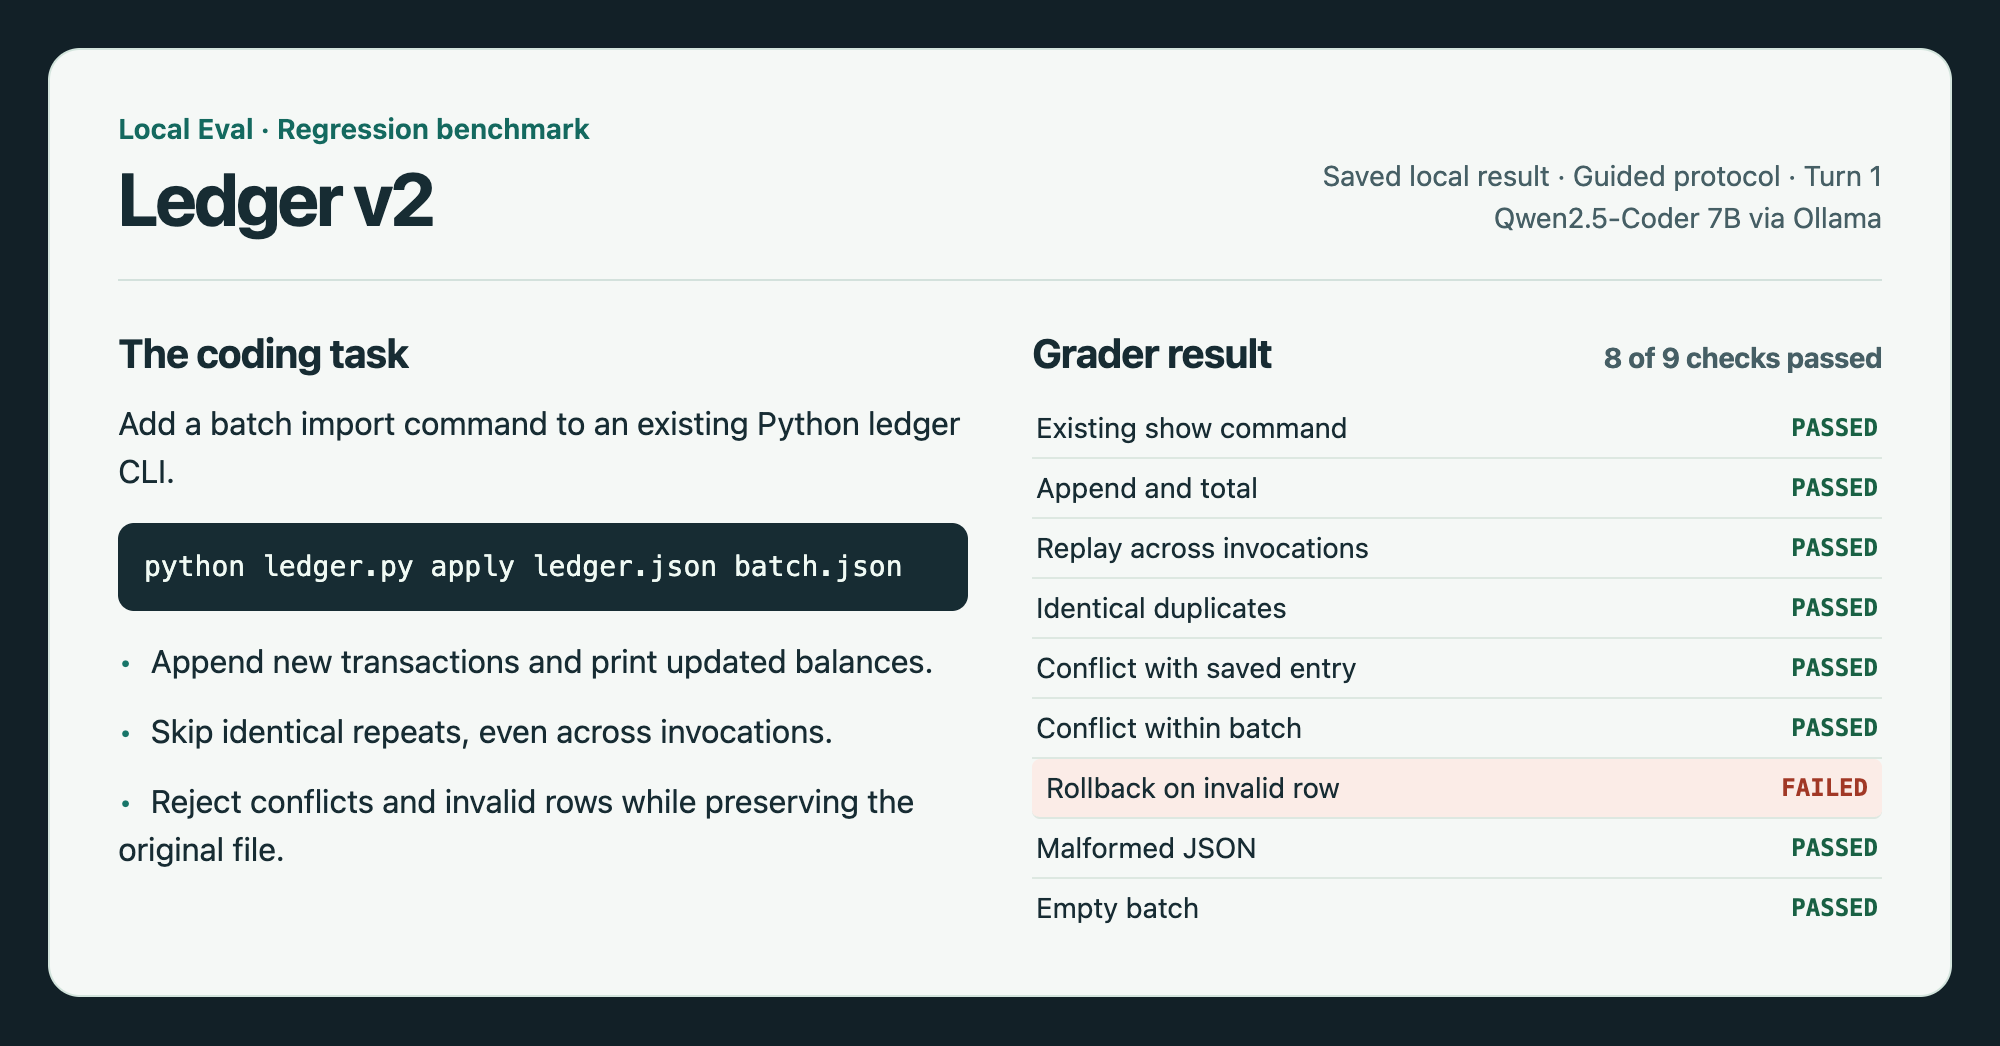 Local Eval · Regression benchmark
Ledger v2
Saved local result · Guided protocol · Turn 1
Qwen2.5-Coder 7B via Ollama
The coding task
Add a batch import command to an existing Python ledger
CLI.
python ledger.py apply ledger.json batch.json
• Append new transactions and print updated balances.
• Skip identical repeats, even across invocations.
• Reject conflicts and invalid rows while preserving the
original file.
Grader result
8 of 9 checks passed
Existing show command PASSED
Append and total PASSED
Replay across invocations PASSED
Identical duplicates PASSED
Conflict with saved entry PASSED
Conflict within batch PASSED
Rollback on invalid row FAILED
Malformed JSON PASSED
Empty batch PASSED